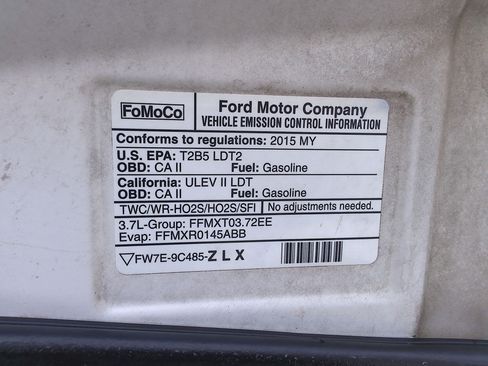 FoMoCo
Ford Motor Company
VEHICLE EMISSION CONTROL INFORMATION
Conforms to regulations: 2015 MY
U.S. EPA: T2B5 LDT2
OBD: CA II Fuel: Gasoline
California: ULEV II LDT
OBD: CA II Fuel: Gasoline
TWC/WR-HO2S/HO2S/SFI No adjustments needed.
3.7L-Group: FFMXT03.72EE
Evap: FFMXR0145ABB
FW7E-9C485-ZLX